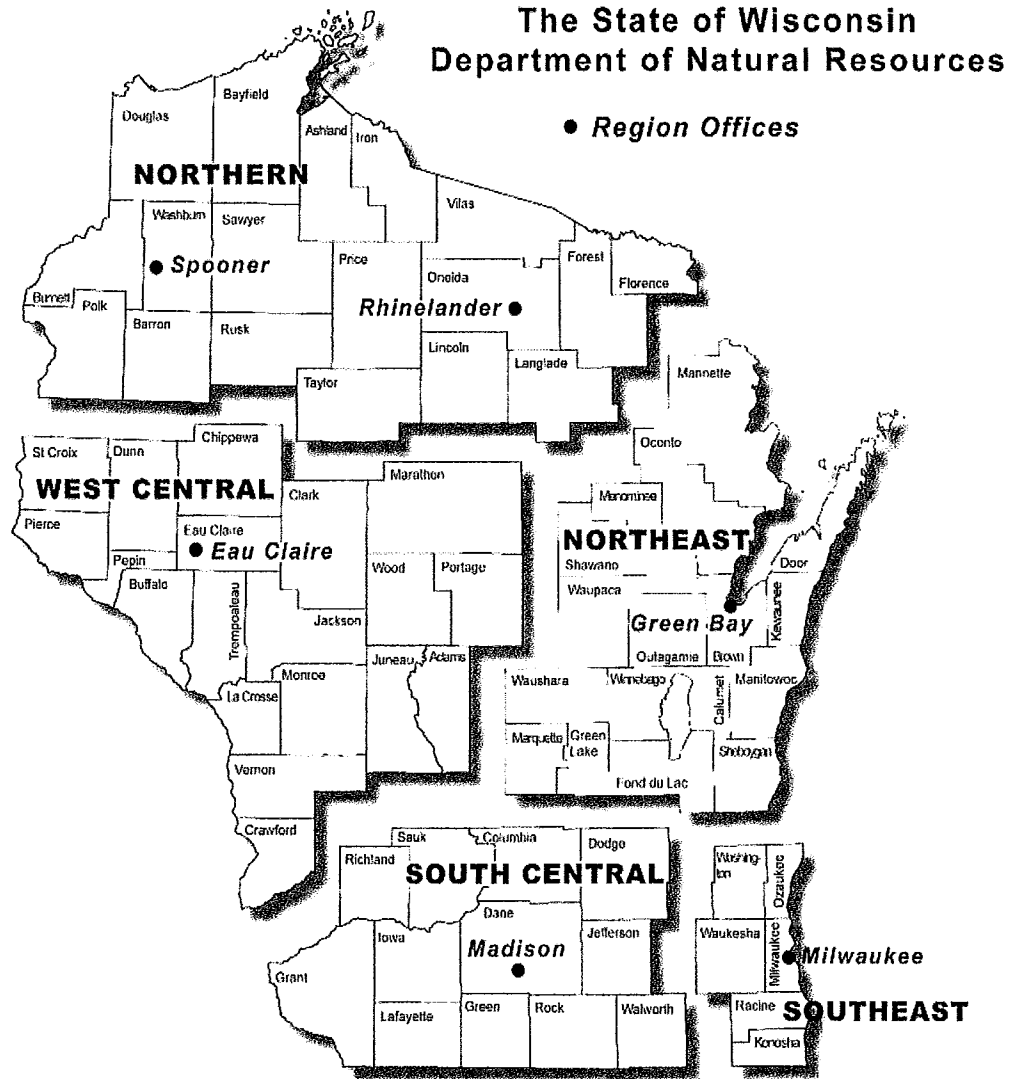 The State of Wisconsin
Department of Natural Resources
● Region Offices
Douglas
Bayfield
Ashland
Iron
NORTHERN
Vilas
Washburn
Sawyer
Spooner
Price
Forest
Oneida
Florence
Burnett
Polk
Rhinelander
Barron
Rusk
Lincoln
Langlade
Taylor
Marinette
St Croix
Dunn
Chippewa
Oconto
Marathon
WEST CENTRAL
Clark
Menominee
Pierce
Eau Claire
Eau Claire
NORTHEAST
Pepin
Wood
Portage
Shawano
Door
Buffalo
Waupaca
Trempealeau
Kewaunee
Jackson
Green Bay
Juneau
Adams
Outagamie
Brown
Monroe
Waushara
Winnebago
Calumet
Manitowoc
La Crosse
Marquette
Green
Lake
Sheboygan
Vernon
Fond du Lac
Crawford
Sauk
Columbia
Dodge
Richland
Washing-
ton
Ozaukee
SOUTH CENTRAL
Dane
Iowa
Jefferson
Waukesha
Milwaukee
Madison
Milwaukee
Grant
Lafayette
Green
Rock
Walworth
Racine
SOUTHEAST
Kenosha